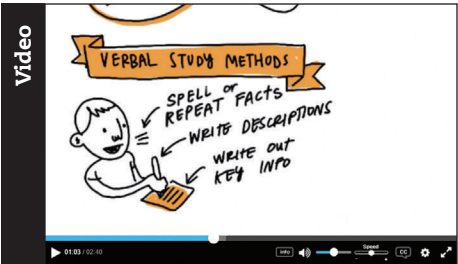 Video
VERBAL STUDY METHODS
SPELL or
REPEAT FACTS
WRITE DESCRIPTIONS
WRITE OUT
KEY INFO
01:03 / 02:40
info
Speed
CC